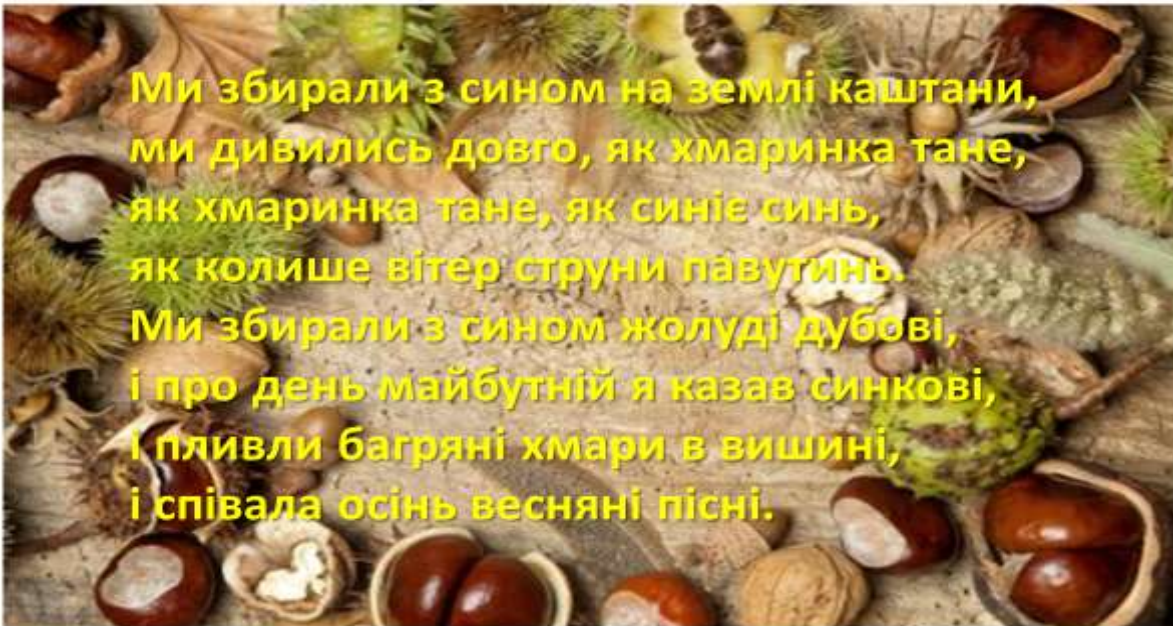 Ми збирали з сином на землі каштани,
ми дивились довго, як хмаринка тане,
як хмаринка тане, як синіє синь,
як колише вітер струни павутинь.
Ми збирали з сином жолуді дубові,
і про день майбутній я казав синкові,
і пливли багряні хмари в вишині,
і співала осінь весняні пісні.